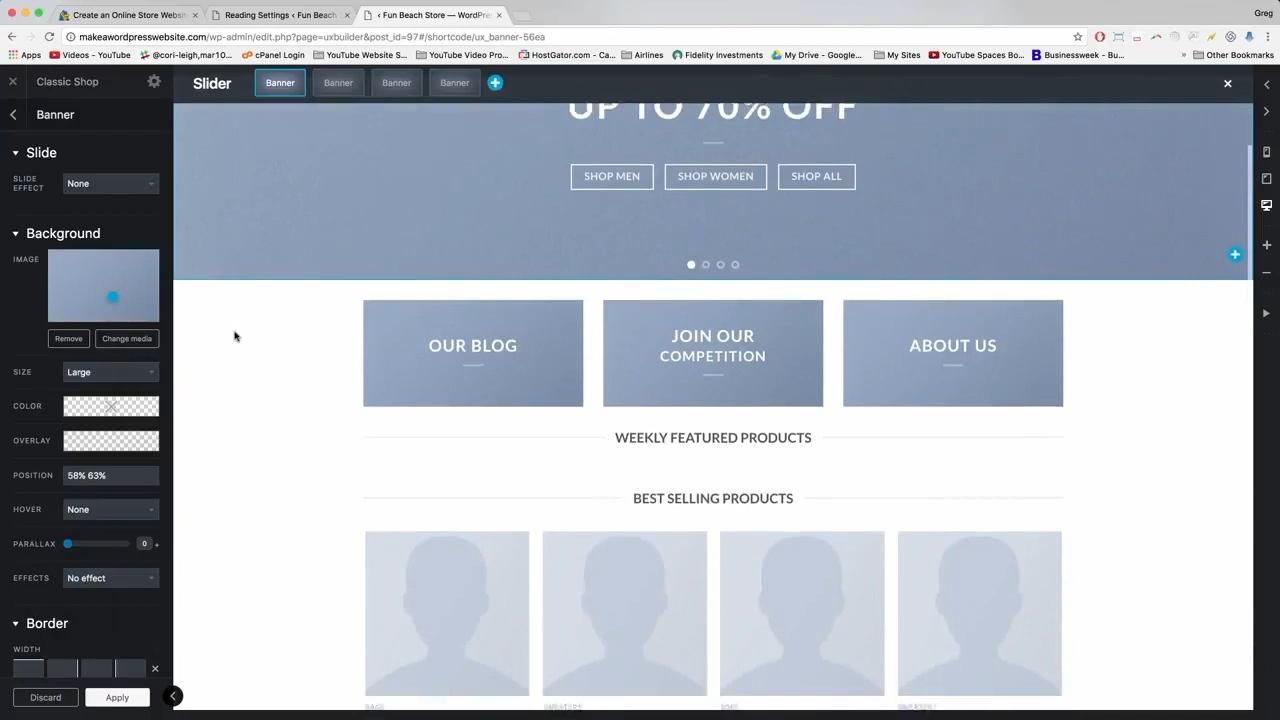 Create an Online Store Websit
Reading Settings ‹ Fun Beach
‹ Fun Beach Store — WordPre
Greg
makeawordpresswebsite.com/wp-admin/edit.php?page=uxbuilder&post_id=97#/shortcode/ux_banner-56ea
Apps
Videos - YouTube
@cori-leigh,mar10...
cPanel Login
YouTube Website S...
YouTube Video Pro...
HostGator.com - Ca...
Airlines
Fidelity Investments
My Drive - Google...
My Sites
YouTube Spaces Bo...
Businessweek - Bu...
» Other Bookmarks
Classic Shop
Slider
Banner
Banner
Banner
Banner
Banner
Slide
SLIDE EFFECT
None
Background
IMAGE
Remove
Change media
SIZE
Large
COLOR
OVERLAY
POSITION
58% 63%
HOVER
None
PARALLAX
0
EFFECTS
No effect
Border
WIDTH
Discard
Apply
UP TO 70% OFF
SHOP MEN
SHOP WOMEN
SHOP ALL
OUR BLOG
JOIN OUR
COMPETITION
ABOUT US
WEEKLY FEATURED PRODUCTS
BEST SELLING PRODUCTS